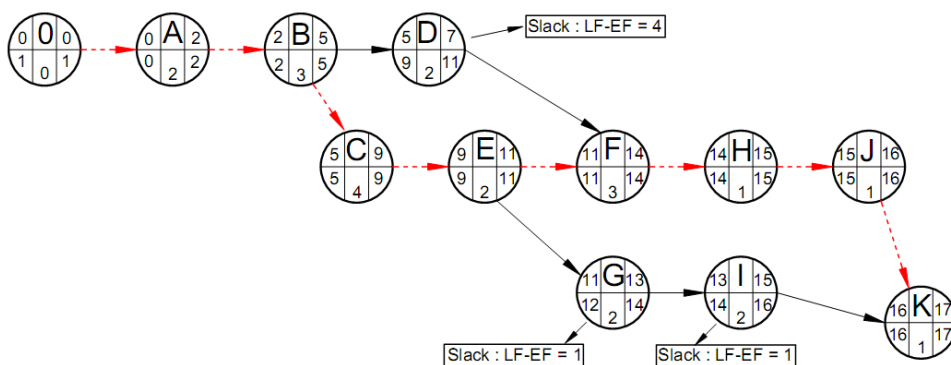 0 0 0
1 0 1
0 A 2
0 2 2
2 B 5
2 3 5
5 D 7
9 2 11
Slack : LF-EF = 4
5 C 9
5 4 9
9 E 11
9 2 11
11 F 14
11 3 14
14 H 15
14 1 15
15 J 16
15 1 16
11 G 13
12 2 14
13 I 15
14 2 16
16 K 17
16 1 17
Slack : LF-EF = 1
Slack : LF-EF = 1